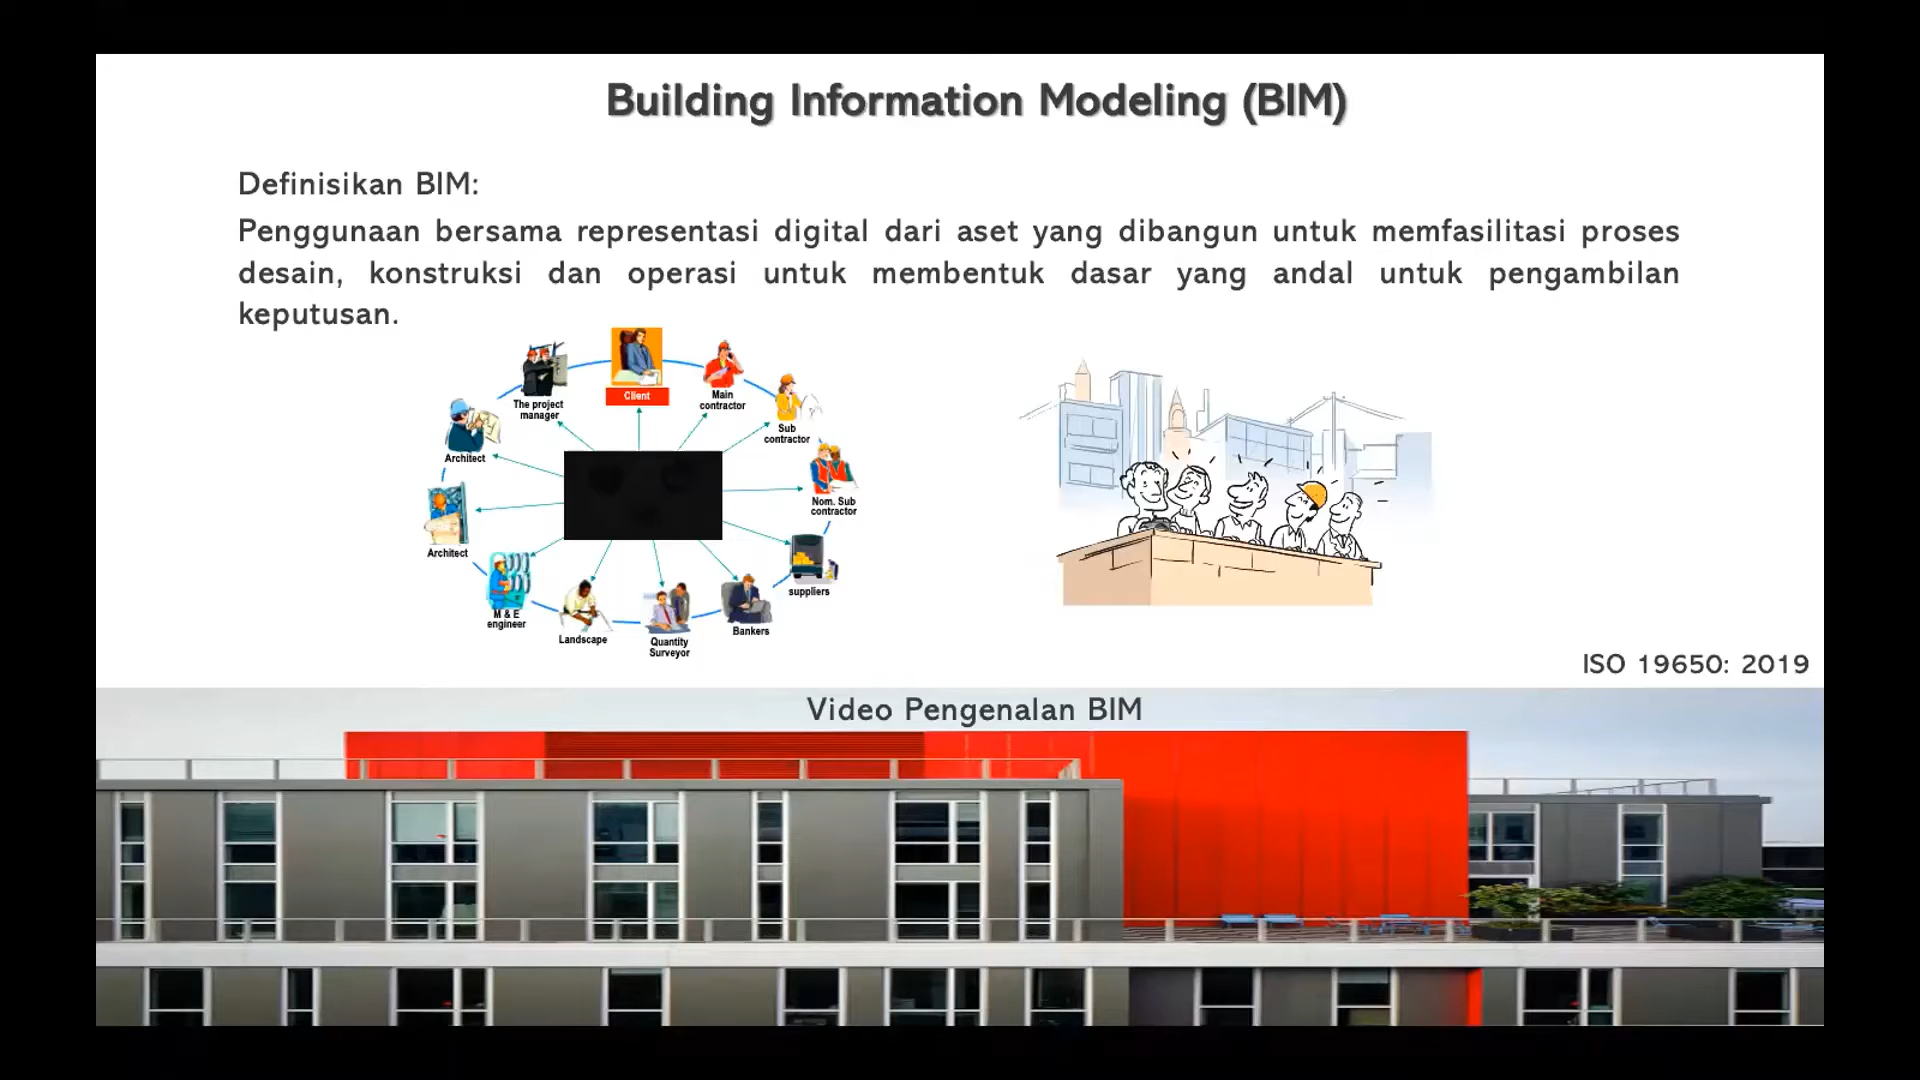 Building Information Modeling (BIM)
Definisikan BIM:
Penggunaan bersama representasi digital dari aset yang dibangun untuk memfasilitasi proses
desain, konstruksi dan operasi untuk membentuk dasar yang andal untuk pengambilan
keputusan.
Client
The project
manager
Main
contractor
Sub
contractor
Architect
Nom. Sub
contractor
Architect
suppliers
M & E
engineer
Landscape
Quantity
Surveyor
Bankers
ISO 19650: 2019
Video Pengenalan BIM